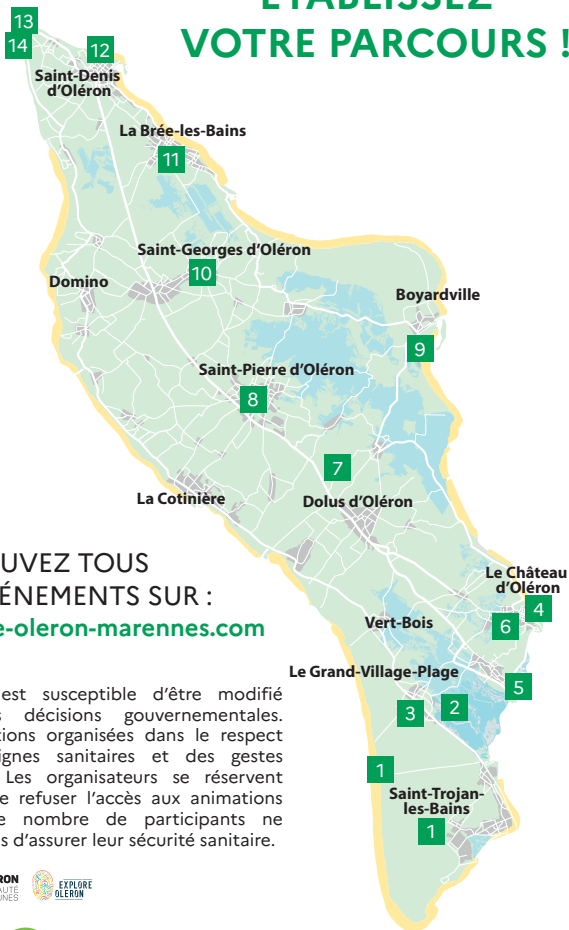 ÉTABLISSEZ
VOTRE PARCOURS !
13
14
12
Saint-Denis
d'Oléron
La Brée-les-Bains
11
Saint-Georges d'Oléron
10
Domino
Boyardville
9
Saint-Pierre d'Oléron
8
7
La Cotinière
Dolus d'Oléron
Le Château
d'Oléron
4
6
Vert-Bois
5
Le Grand-Village-Plage
3
2
1
Saint-Trojan-
les-Bains
1
UVEZ TOUS
ÉNEMENTS SUR :
e-oleron-marennes.com
est susceptible d'être modifié
s décisions gouvernementales.
tions organisées dans le respect
ignes sanitaires et des gestes
Les organisateurs se réservent
e refuser l'accès aux animations
e nombre de participants ne
s d'assurer leur sécurité sanitaire.
RON
AUTÉ
UNES
EXPLORE
OLERON